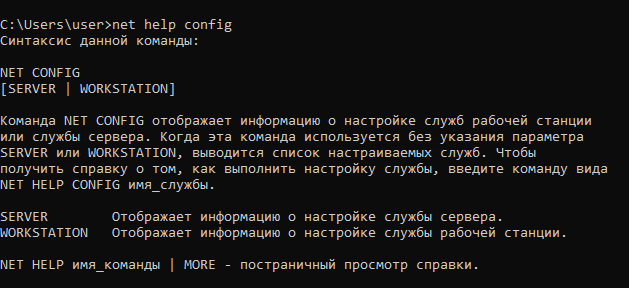 C:\Users\user>net help config
Синтаксис данной команды:
NET CONFIG
[SERVER | WORKSTATION]
Команда NET CONFIG отображает информацию о настройке служб рабочей станции
или службы сервера. Когда эта команда используется без указания параметра
SERVER или WORKSTATION, выводится список настраиваемых служб. Чтобы
получить справку о том, как выполнить настройку службы, введите команду вида
NET HELP CONFIG имя_службы.
SERVER        Отображает информацию о настройке службы сервера.
WORKSTATION   Отображает информацию о настройке службы рабочей станции.
NET HELP имя_команды | MORE - постраничный просмотр справки.